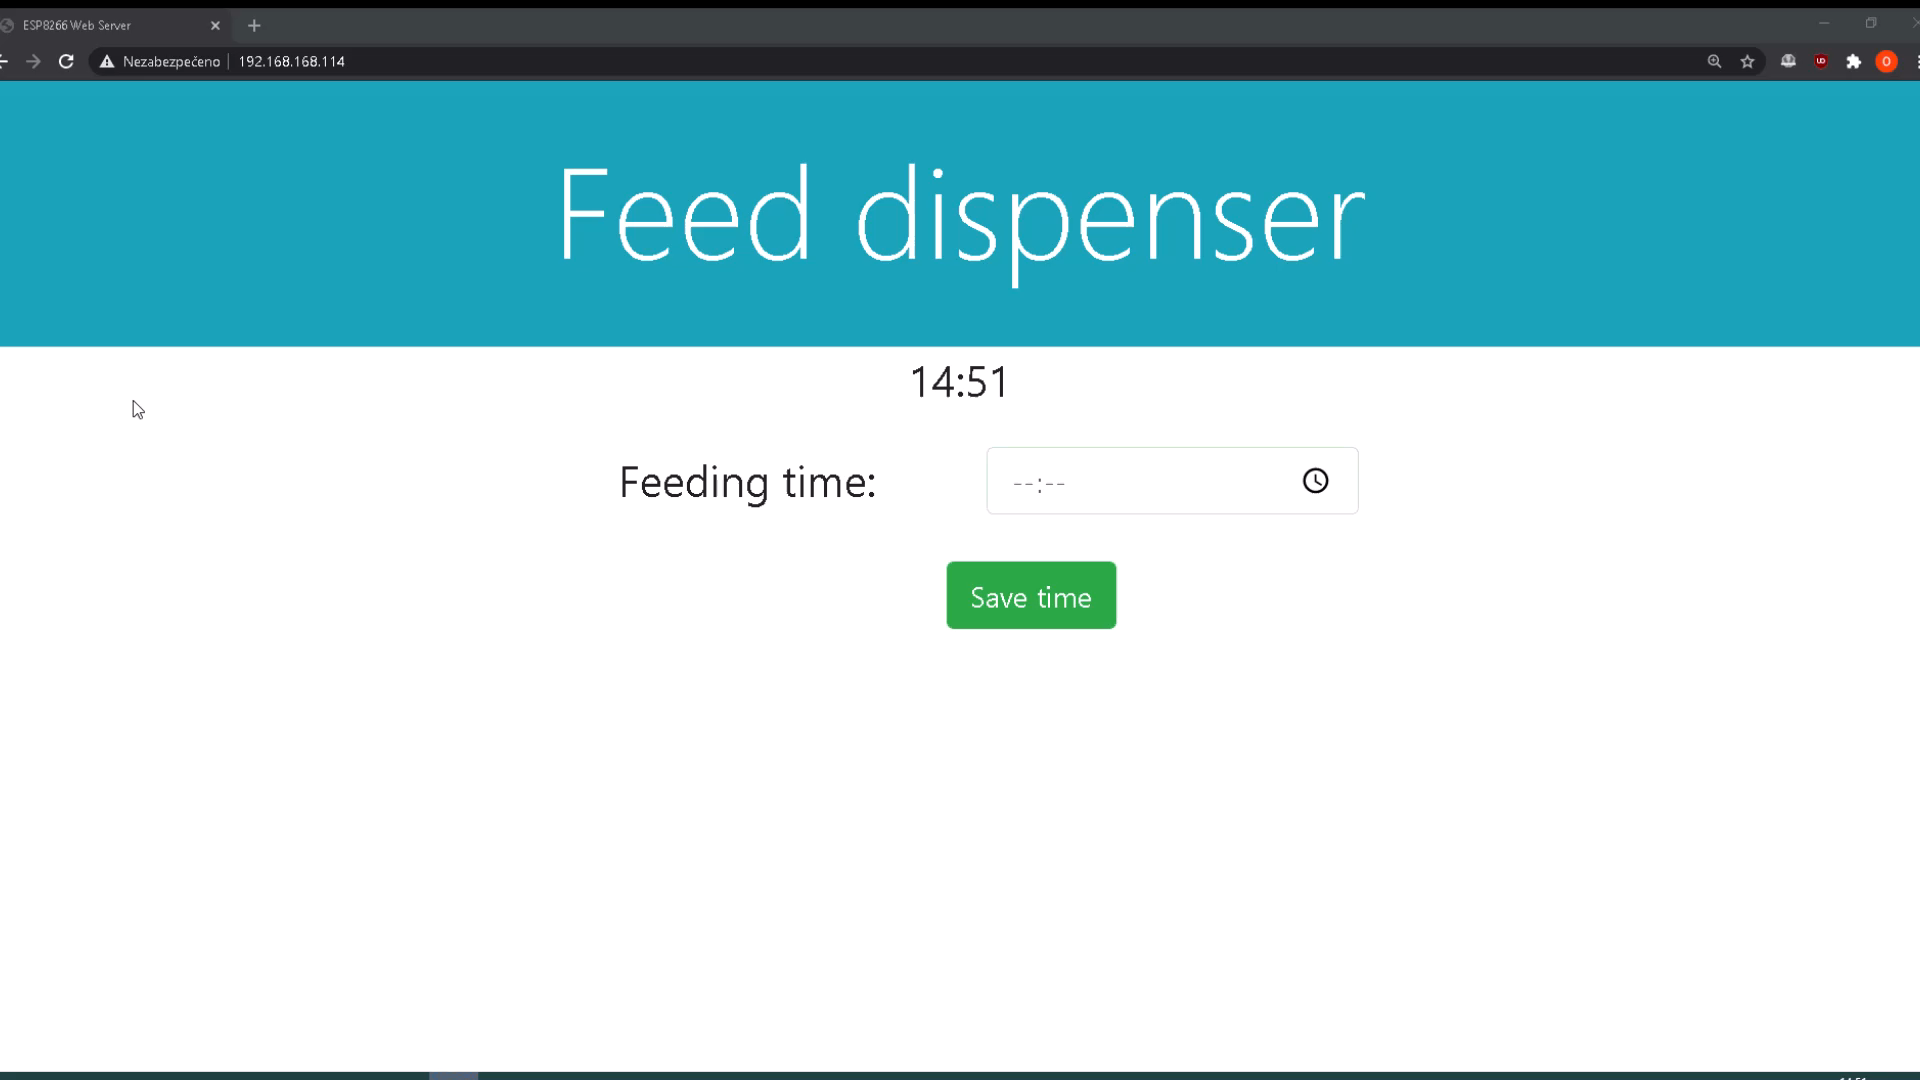 ESP8266 Web Server
Nezabezpečeno 192.168.168.114
Feed dispenser
14:51
Feeding time: --:--
Save time